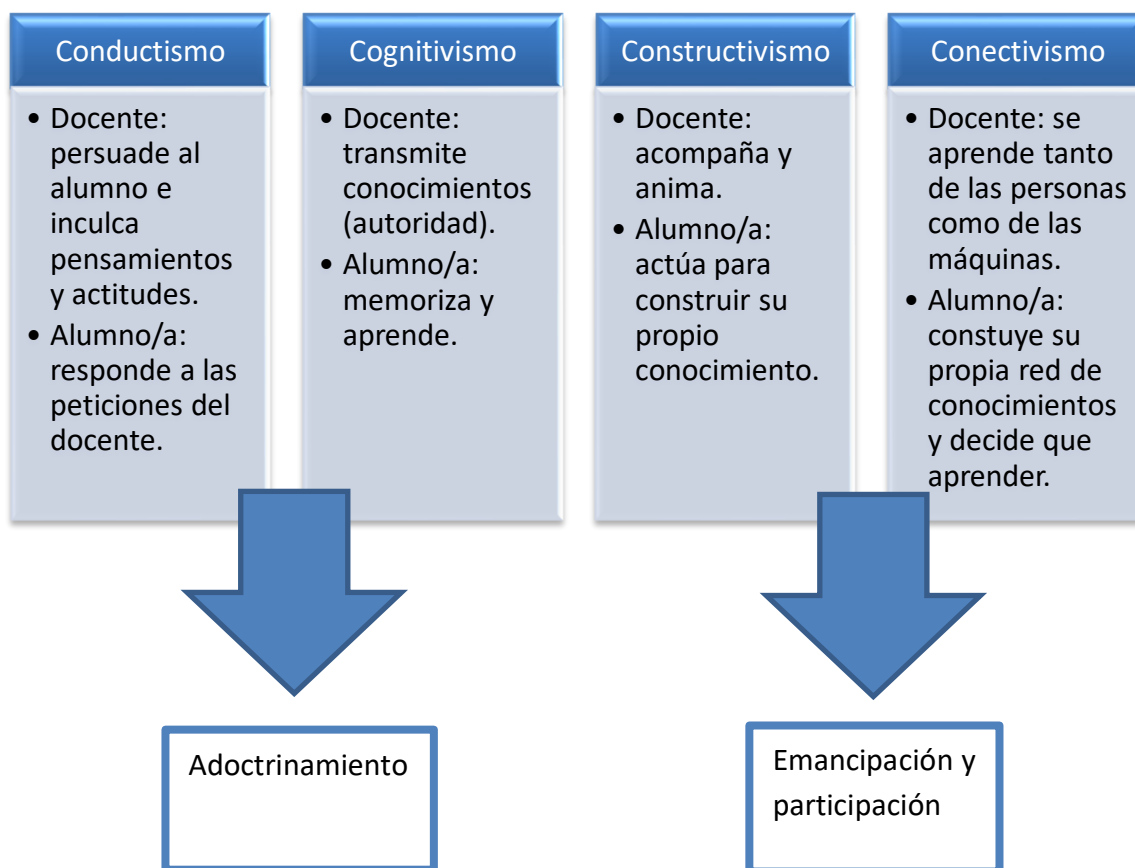 Conductismo
• Docente:
persuade al
alumno e
inculca
pensamientos
y actitudes.
• Alumno/a:
responde a las
peticiones del
docente.
Cognitivismo
• Docente:
transmite
conocimientos
(autoridad).
• Alumno/a:
memoriza y
aprende.
Constructivismo
• Docente:
acompaña y
anima.
• Alumno/a:
actúa para
construir su
propio
conocimiento.
Conectivismo
• Docente: se
aprende tanto
de las personas
como de las
máquinas.
• Alumno/a:
constuye su
propia red de
conocimientos
y decide que
aprender.
Adoctrinamiento
Emancipación y
participación